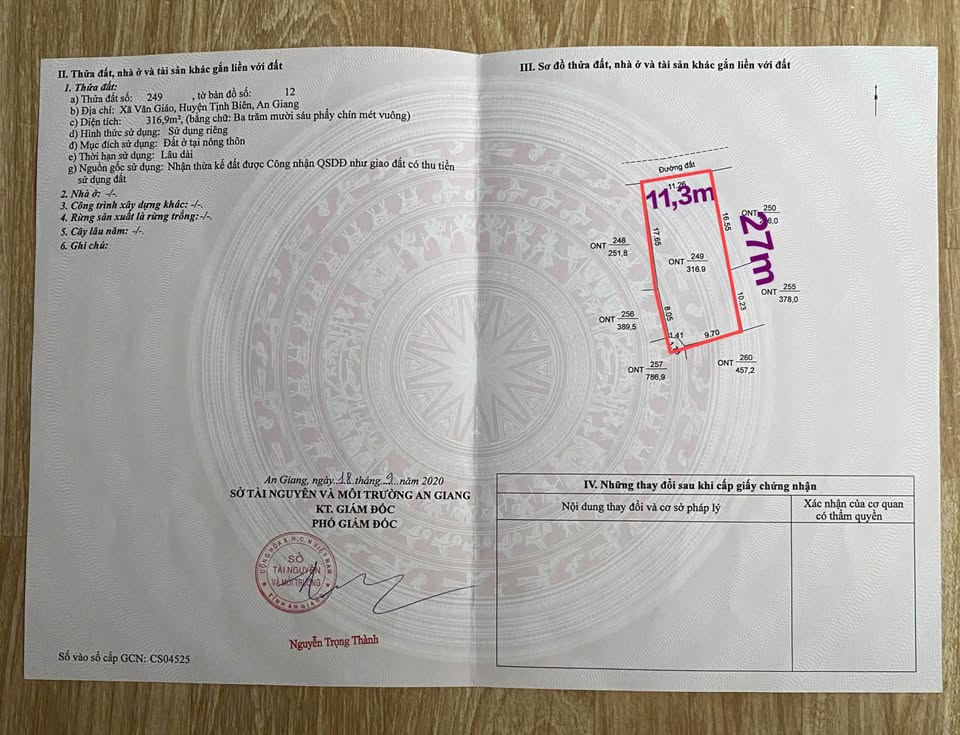 II. Thửa đất, nhà ở và tài sản khác gắn liền với đất
1. Thửa đất:
a) Thửa đất số: 249 , tờ bản đồ số: 12
b) Địa chỉ: Xã Văn Giáo, Huyện Tịnh Biên, An Giang
c) Diện tích: 316,9m², (bằng chữ: Ba trăm mười sáu phẩy chín mét vuông)
d) Hình thức sử dụng: Sử dụng riêng
đ) Mục đích sử dụng: Đất ở tại nông thôn
e) Thời hạn sử dụng: Lâu dài
g) Nguồn gốc sử dụng: Nhận thừa kế đất được Công nhận QSDĐ như giao đất có thu tiền
sử dụng đất
2. Nhà ở: -/-.
3. Công trình xây dựng khác: -/-.
4. Rừng sản xuất là rừng trồng:-/-.
5. Cây lâu năm: -/-.
6. Ghi chú:
An Giang, ngày 18 tháng 9 năm 2020
SỞ TÀI NGUYÊN VÀ MÔI TRƯỜNG AN GIANG
KT. GIÁM ĐỐC
PHÓ GIÁM ĐỐC
CỘNG HÒA X.H.C.N VIỆT NAM
SỞ
TÀI NGUYÊN
VÀ MÔI TRƯỜNG
TỈNH AN GIANG
Nguyễn Trọng Thành
Số vào sổ cấp GCN: CS04525
III. Sơ đồ thửa đất, nhà ở và tài sản khác gắn liền với đất
Đường đất
11,3m
27m
17.65
16.55
ONT 250
ONT 248
251,8
ONT 249
316.9
ONT 255
378,0
10.23
8.05
ONT 256
389,5
1.41
9.70
ONT 257
786,9
ONT 260
457,2
IV. Những thay đổi sau khi cấp giấy chứng nhận
Nội dung thay đổi và cơ sở pháp lý
Xác nhận của cơ quan
có thẩm quyền